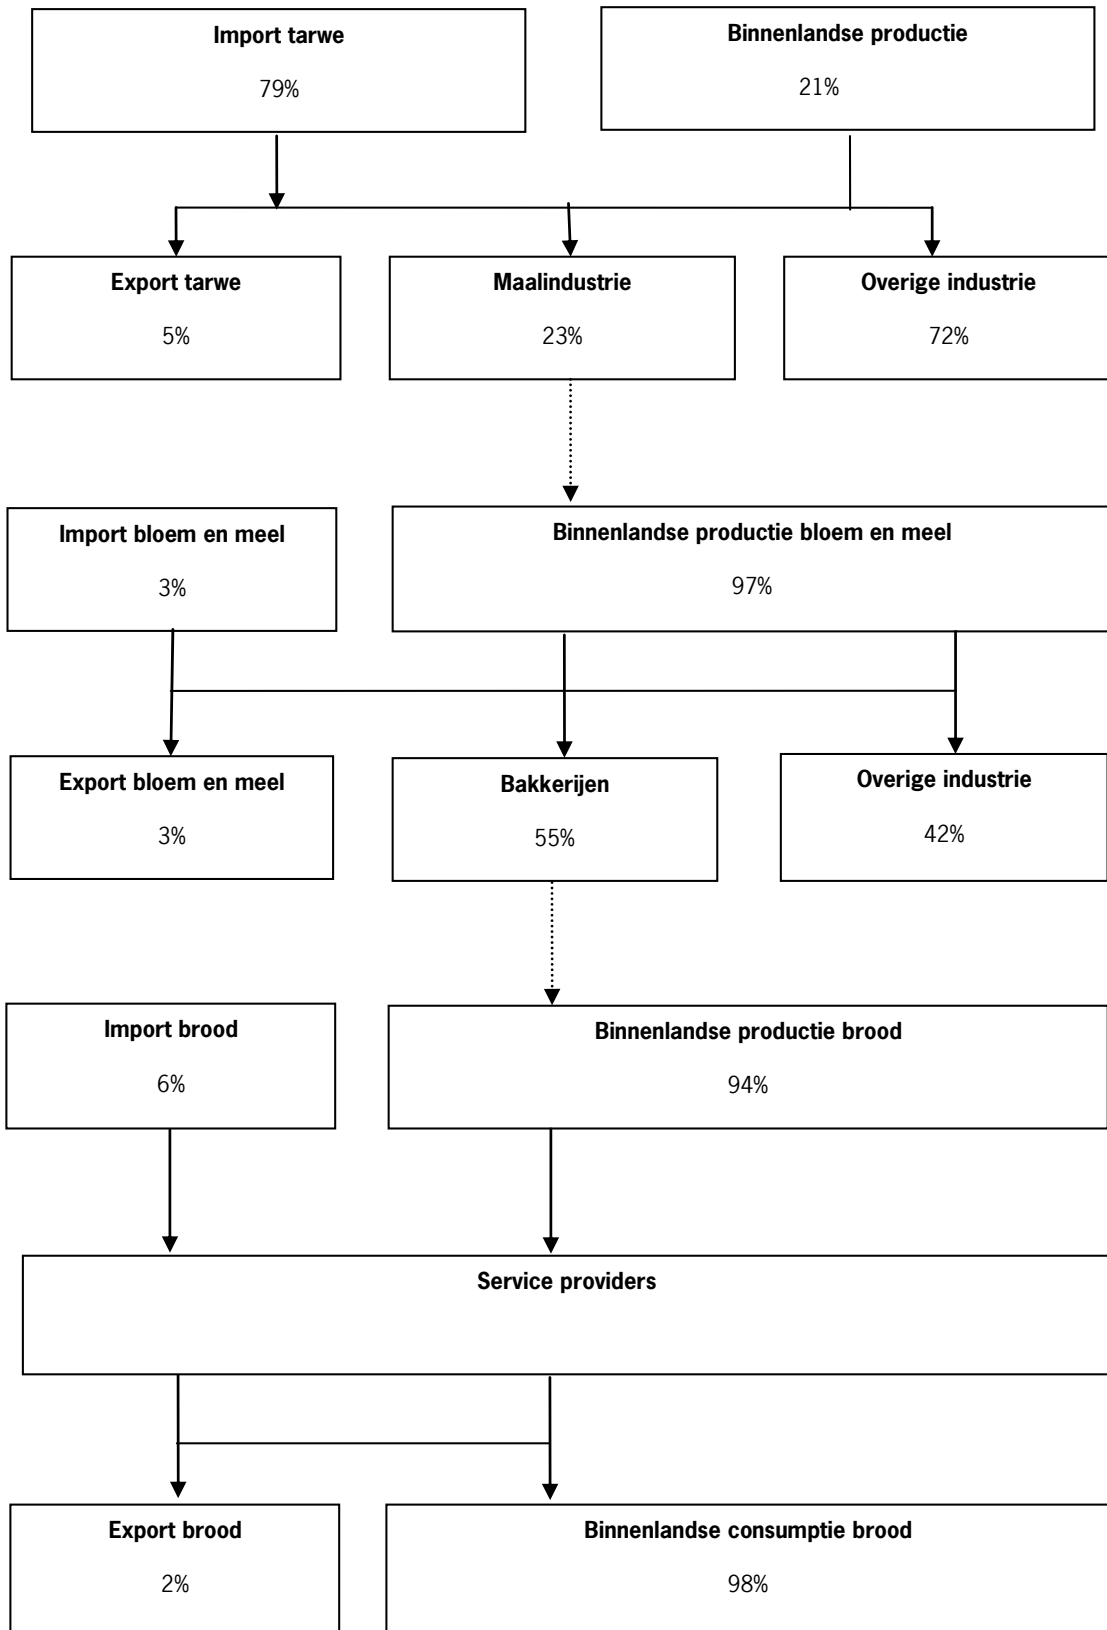 Import tarwe
79%
Binnenlandse productie
21%
Export tarwe
5%
Maalindustrie
23%
Overige industrie
72%
Import bloem en meel
3%
Binnenlandse productie bloem en meel
97%
Export bloem en meel
3%
Bakkerijen
55%
Overige industrie
42%
Import brood
6%
Binnenlandse productie brood
94%
Service providers
Export brood
2%
Binnenlandse consumptie brood
98%